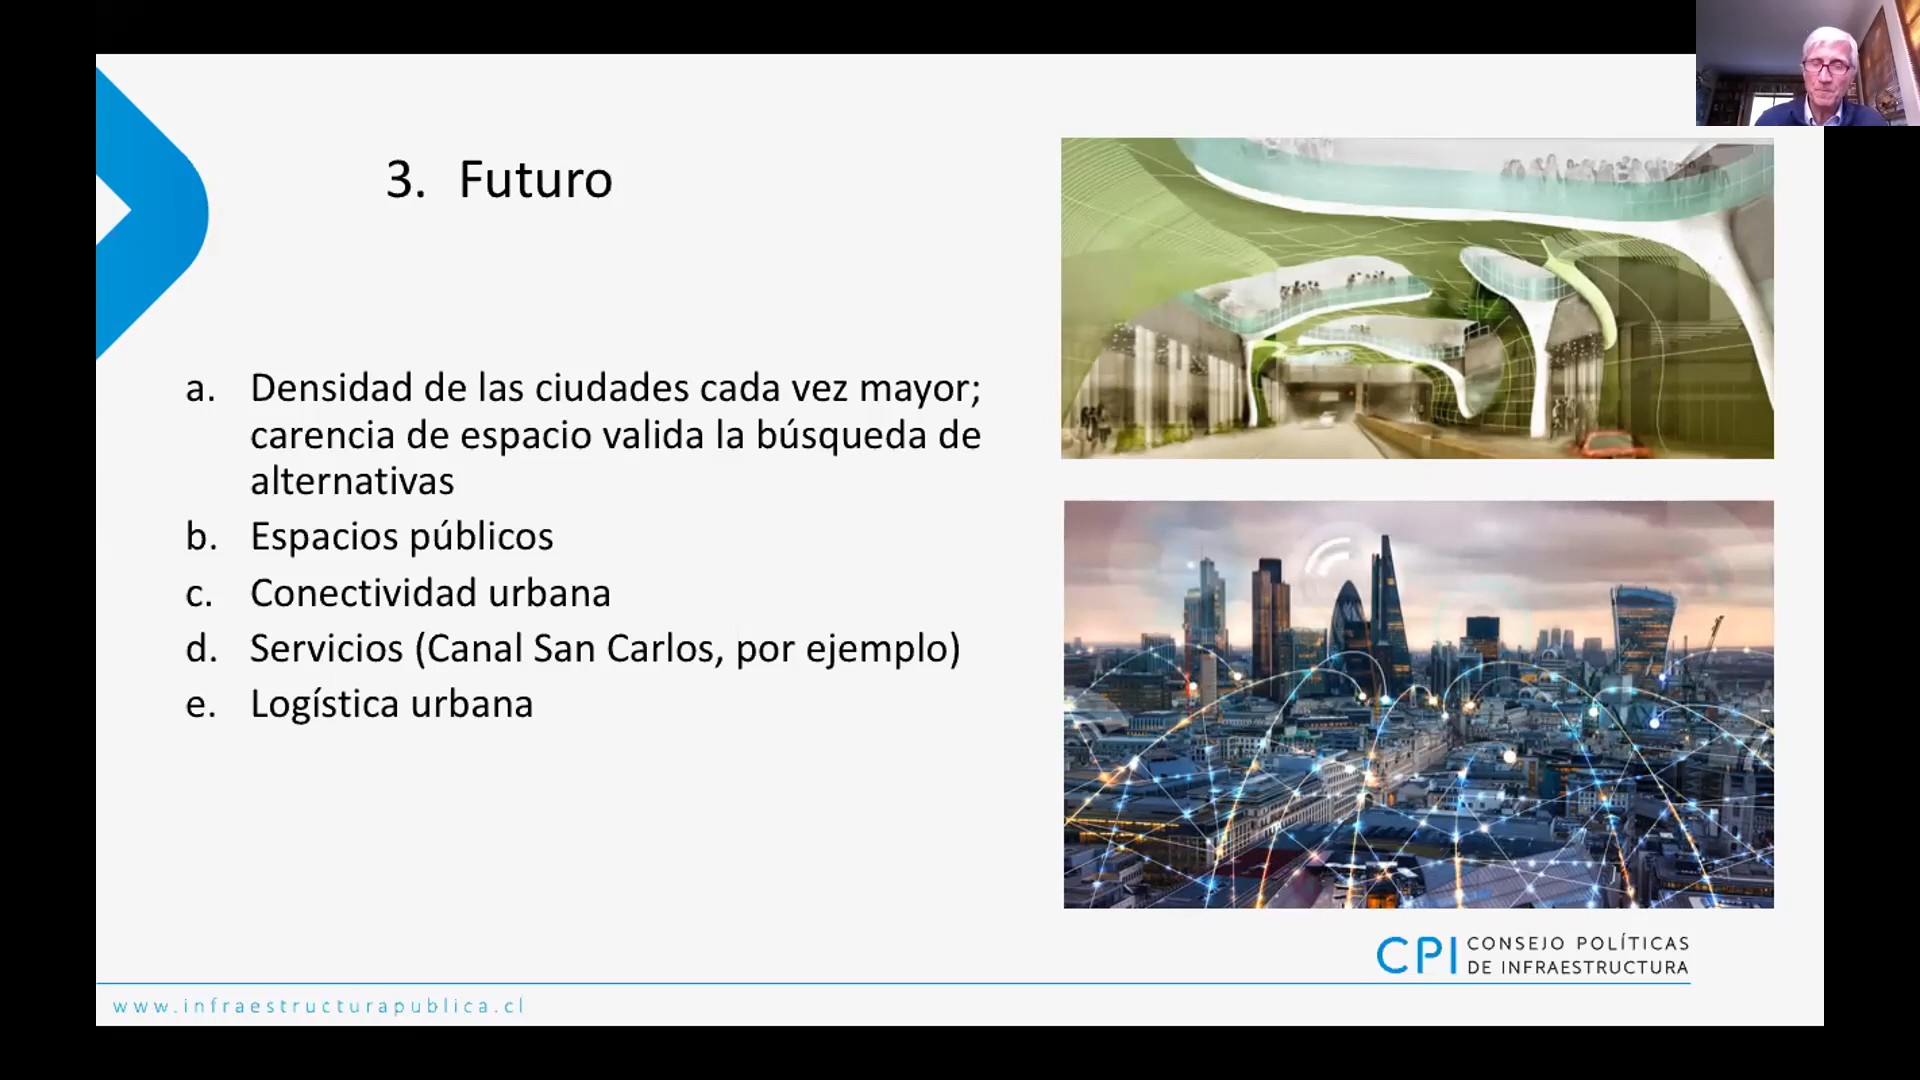 3. Futuro
a. Densidad de las ciudades cada vez mayor;
carencia de espacio valida la búsqueda de
alternativas
b. Espacios públicos
c. Conectividad urbana
d. Servicios (Canal San Carlos, por ejemplo)
e. Logística urbana
CPI CONSEJO POLÍTICAS
DE INFRAESTRUCTURA
www.infraestructurapublica.cl